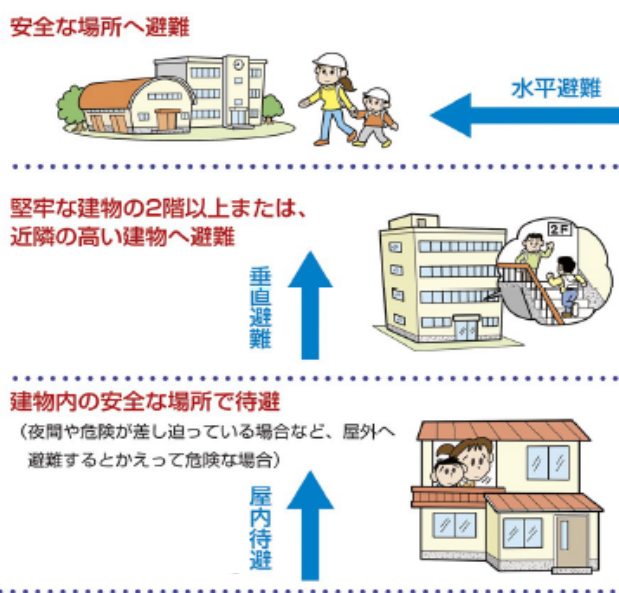 安全な場所へ避難
水平避難
堅牢な建物の2階以上または、
近隣の高い建物へ避難
2F
垂直避難
建物内の安全な場所で待避
（夜間や危険が差し迫っている場合など、屋外へ
避難するとかえって危険な場合）
屋内待避